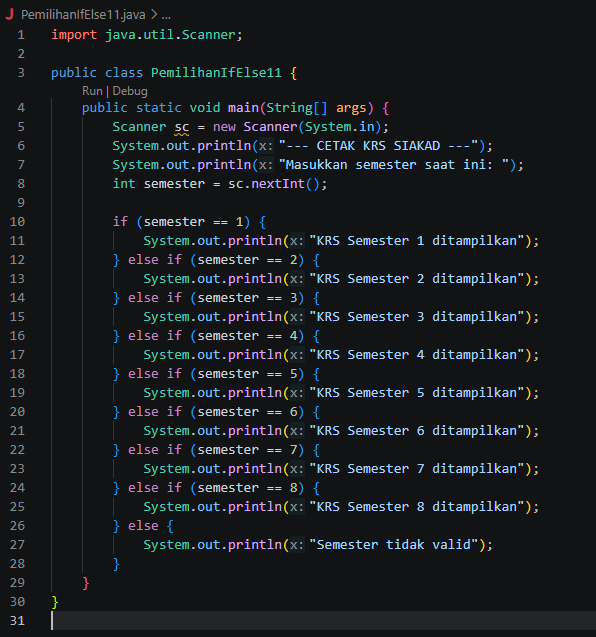 J PemilihanIfElse11.java > ...
1 import java.util.Scanner;
2
3 public class PemilihanIfElse11 {
Run | Debug
4 public static void main(String[] args) {
5 Scanner sc = new Scanner(System.in);
6 System.out.println(x: "--- CETAK KRS SIAKAD ---");
7 System.out.println(x: "Masukkan semester saat ini: ");
8 int semester = sc.nextInt();
9
10 if (semester == 1) {
11 System.out.println(x: "KRS Semester 1 ditampilkan");
12 } else if (semester == 2) {
13 System.out.println(x: "KRS Semester 2 ditampilkan");
14 } else if (semester == 3) {
15 System.out.println(x: "KRS Semester 3 ditampilkan");
16 } else if (semester == 4) {
17 System.out.println(x: "KRS Semester 4 ditampilkan");
18 } else if (semester == 5) {
19 System.out.println(x: "KRS Semester 5 ditampilkan");
20 } else if (semester == 6) {
21 System.out.println(x: "KRS Semester 6 ditampilkan");
22 } else if (semester == 7) {
23 System.out.println(x: "KRS Semester 7 ditampilkan");
24 } else if (semester == 8) {
25 System.out.println(x: "KRS Semester 8 ditampilkan");
26 } else {
27 System.out.println(x: "Semester tidak valid");
28 }
29 }
30 }
31